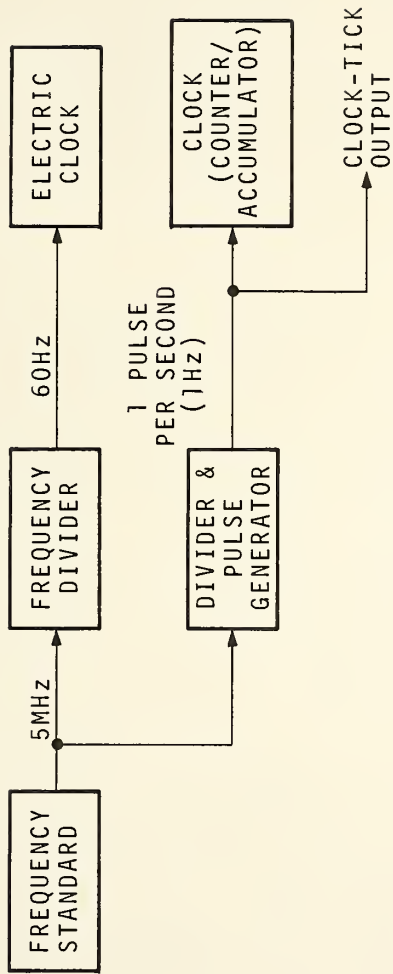 FREQUENCY
STANDARD
5MHz
FREQUENCY
DIVIDER
60Hz
ELECTRIC
CLOCK
DIVIDER &
PULSE
GENERATOR
1 PULSE
PER SECOND
(1Hz)
CLOCK
(COUNTER/
ACCUMULATOR)
CLOCK-TICK
OUTPUT